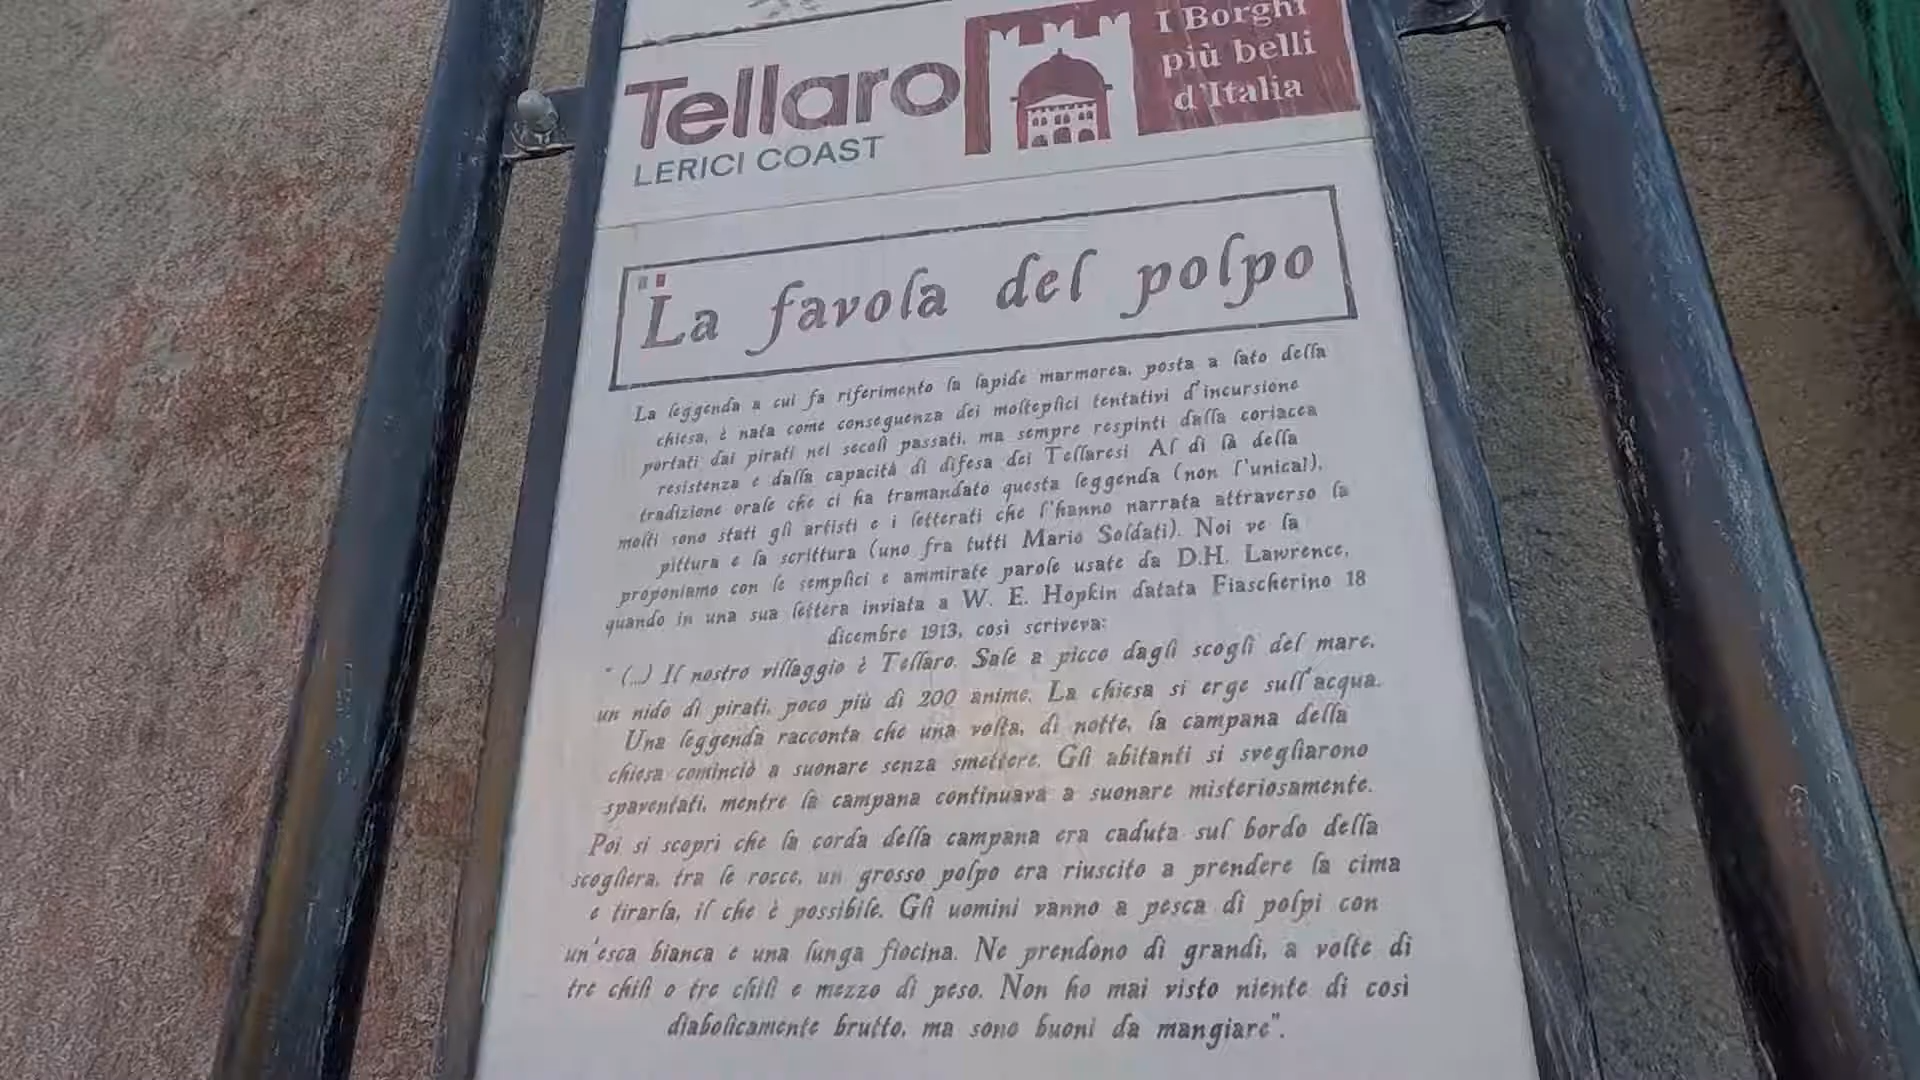 Tellaro
LERICI COAST
I Borghi
più belli
d'Italia
"La favola del polpo
La leggenda a cui fa riferimento la lapide marmorea, posta a lato della
chiesa, è nata come conseguenza dei molteplici tentativi d'incursione
portati dai pirati nei secoli passati, ma sempre respinti dalla coriacea
resistenza e dalla capacità di difesa dei Tellaresi Al di là della
tradizione orale che ci ha tramandato questa leggenda (non l'unica!),
molti sono stati gli artisti e i letterati che l'hanno narrata attraverso la
pittura e la scrittura (uno fra tutti Mario Soldati). Noi ve la
proponiamo con le semplici e ammirate parole usate da D.H. Lawrence,
quando in una sua lettera inviata a W. E. Hopkin datata Fiascherino 18
dicembre 1913, così scriveva:
" (...) Il nostro villaggio è Tellaro. Sale a picco dagli scogli del mare,
un nido di pirati, poco più di 200 anime. La chiesa si erge sull'acqua.
Una leggenda racconta che una volta, di notte, la campana della
chiesa cominciò a suonare senza smettere. Gli abitanti si svegliarono
spaventati, mentre la campana continuava a suonare misteriosamente.
Poi si scoprì che la corda della campana era caduta sul bordo della
scogliera, tra le rocce, un grosso polpo era riuscito a prendere la cima
e tirarla, il che è possibile. Gli uomini vanno a pesca di polpi con
un'esca bianca e una lunga fiocina. Ne prendono di grandi, a volte di
tre chili o tre chili e mezzo di peso. Non ho mai visto niente di così
diabolicamente brutto, ma sono buoni da mangiare".